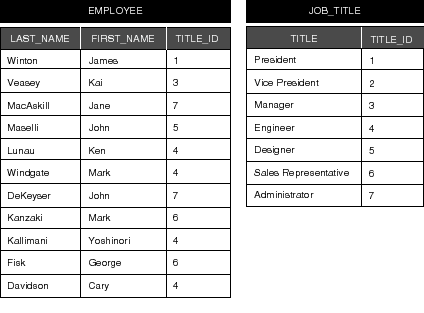 EMPLOYEE
LAST_NAME FIRST_NAME TITLE_ID
Winton James 1
Veasey Kai 3
MacAskill Jane 7
Maselli John 5
Lunau Ken 4
Windgate Mark 4
DeKeyser John 7
Kanzaki Mark 6
Kallimani Yoshinori 4
Fisk George 6
Davidson Cary 4
JOB_TITLE
TITLE TITLE_ID
President 1
Vice President 2
Manager 3
Engineer 4
Designer 5
Sales Representative 6
Administrator 7